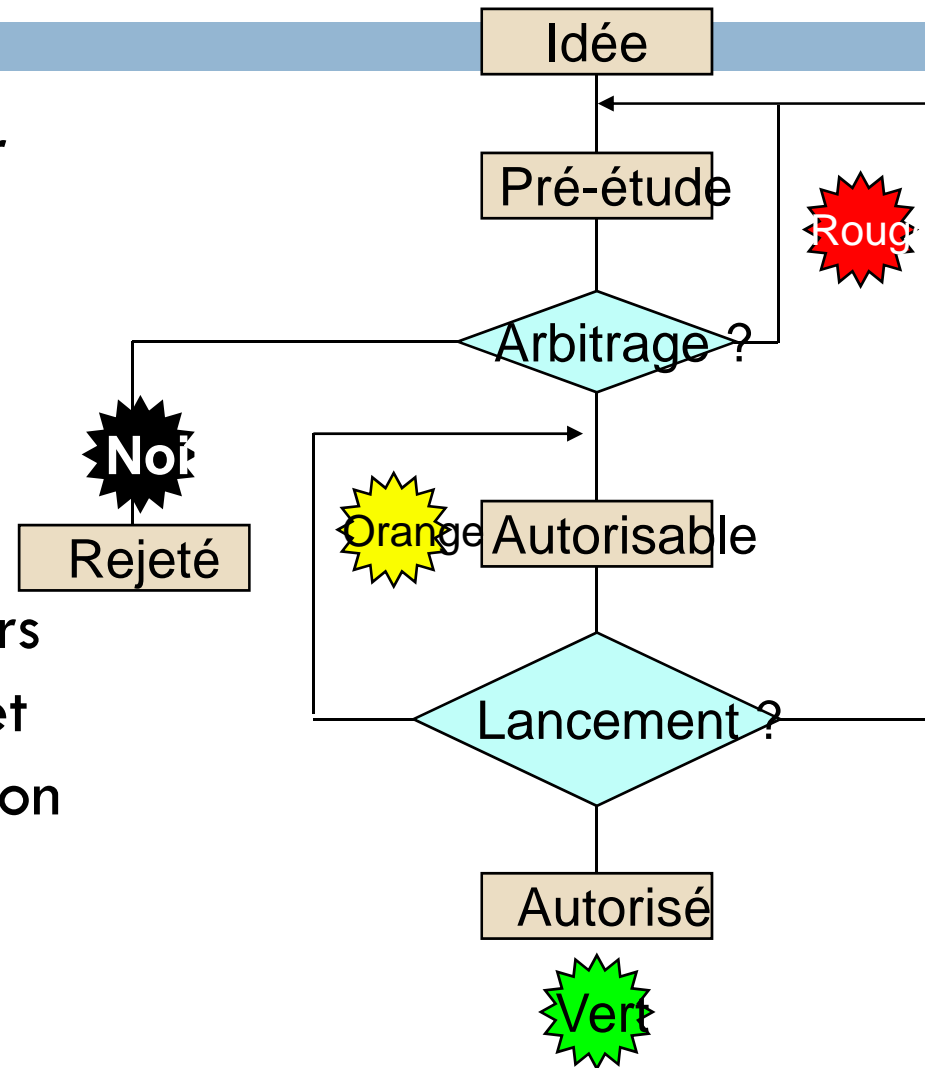 Idée
Pré-étude
Roug
Arbitrage ?
Noi
Orange
Autorisable
Rejeté
rs
et
Lancement ?
on
Autorisé
Vert